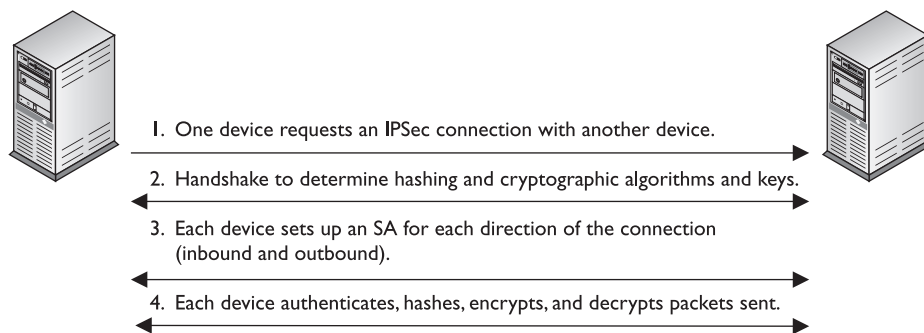 1. One device requests an IPSec connection with another device.
2. Handshake to determine hashing and cryptographic algorithms and keys.
3. Each device sets up an SA for each direction of the connection
(inbound and outbound).
4. Each device authenticates, hashes, encrypts, and decrypts packets sent.